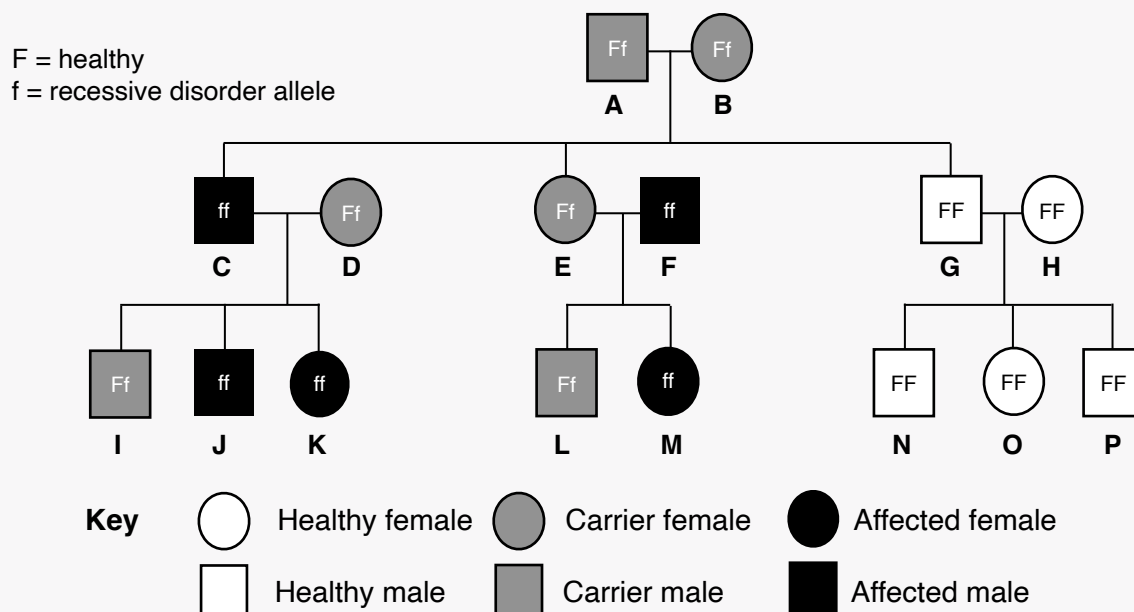 F = healthy
f = recessive disorder allele
Ff Ff
A B
ff Ff Ff ff FF FF
C D E F G H
Ff ff ff Ff ff FF FF FF
I J K L M N O P
Key Healthy female Carrier female Affected female
Healthy male Carrier male Affected male